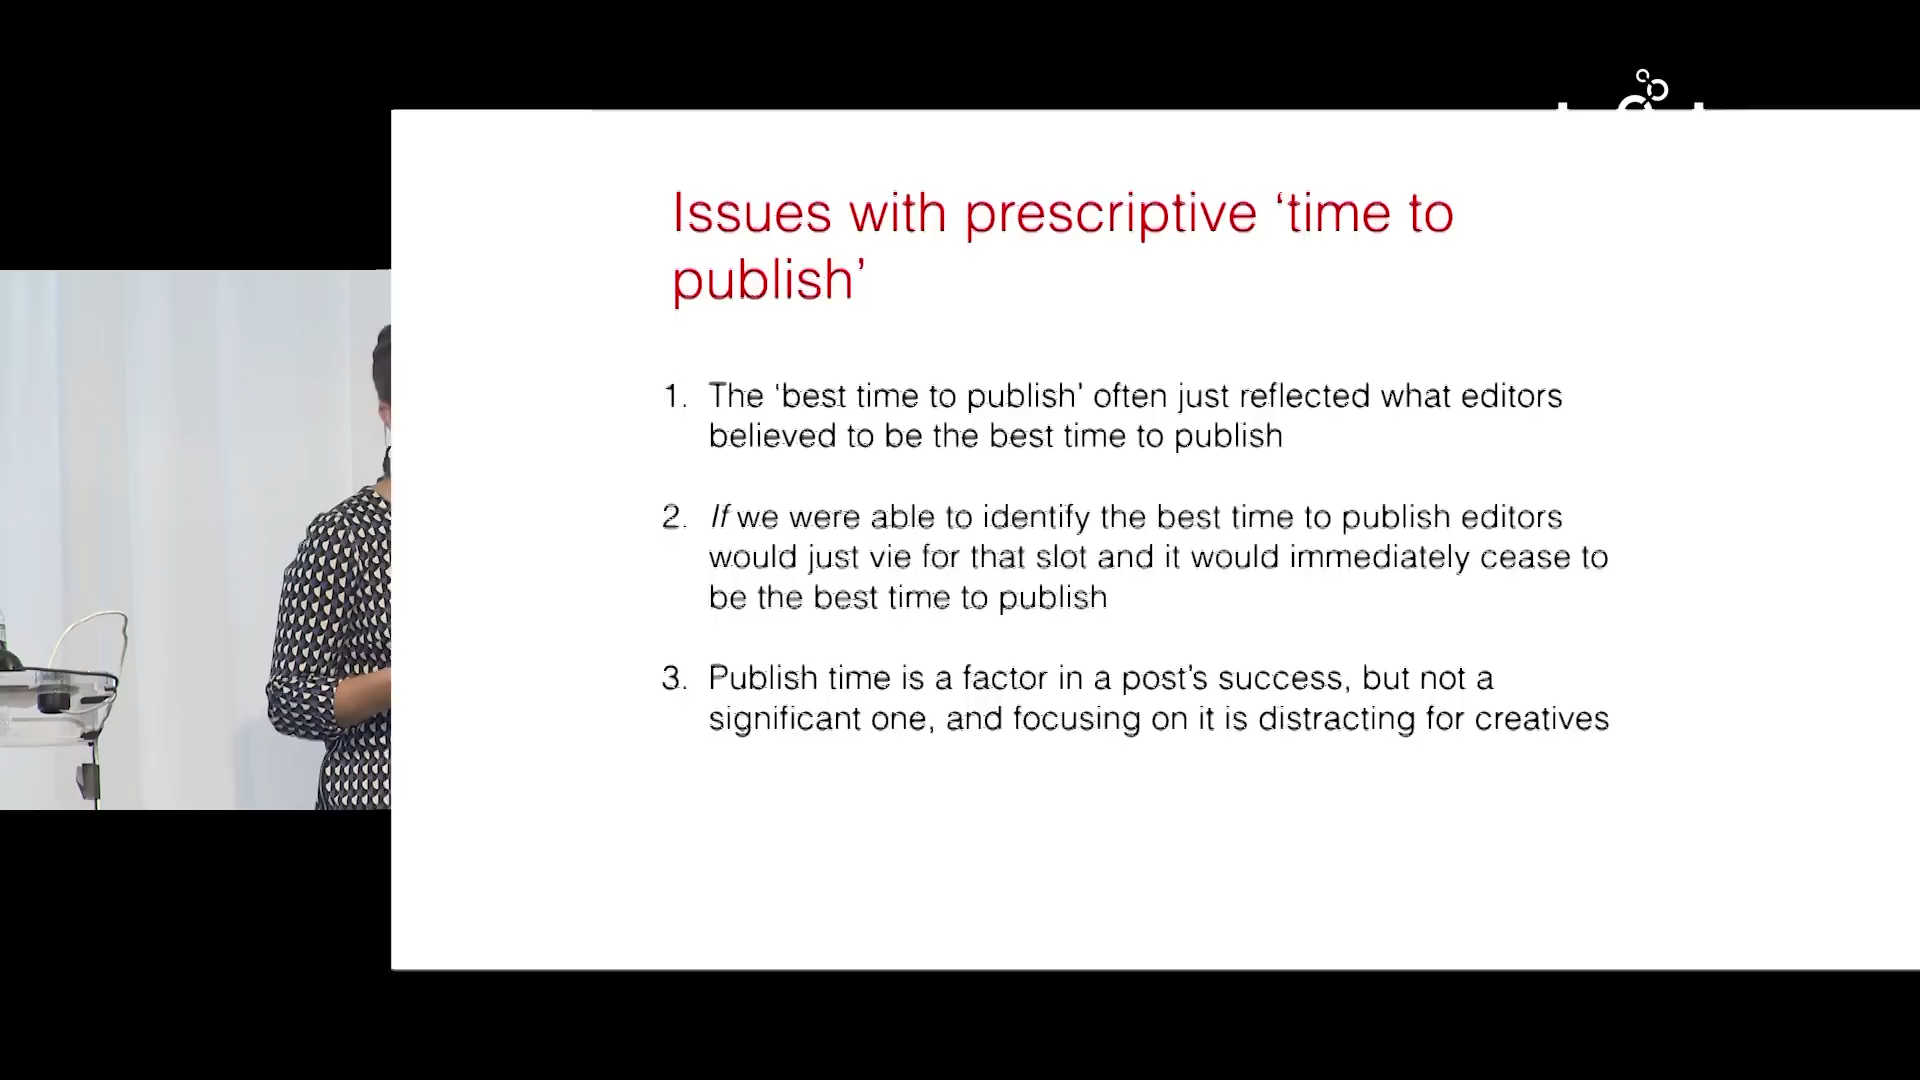 Issues with prescriptive ‘time to
publish’
1. The ‘best time to publish’ often just reflected what editors
believed to be the best time to publish
2. If we were able to identify the best time to publish editors
would just vie for that slot and it would immediately cease to
be the best time to publish
3. Publish time is a factor in a post’s success, but not a
significant one, and focusing on it is distracting for creatives